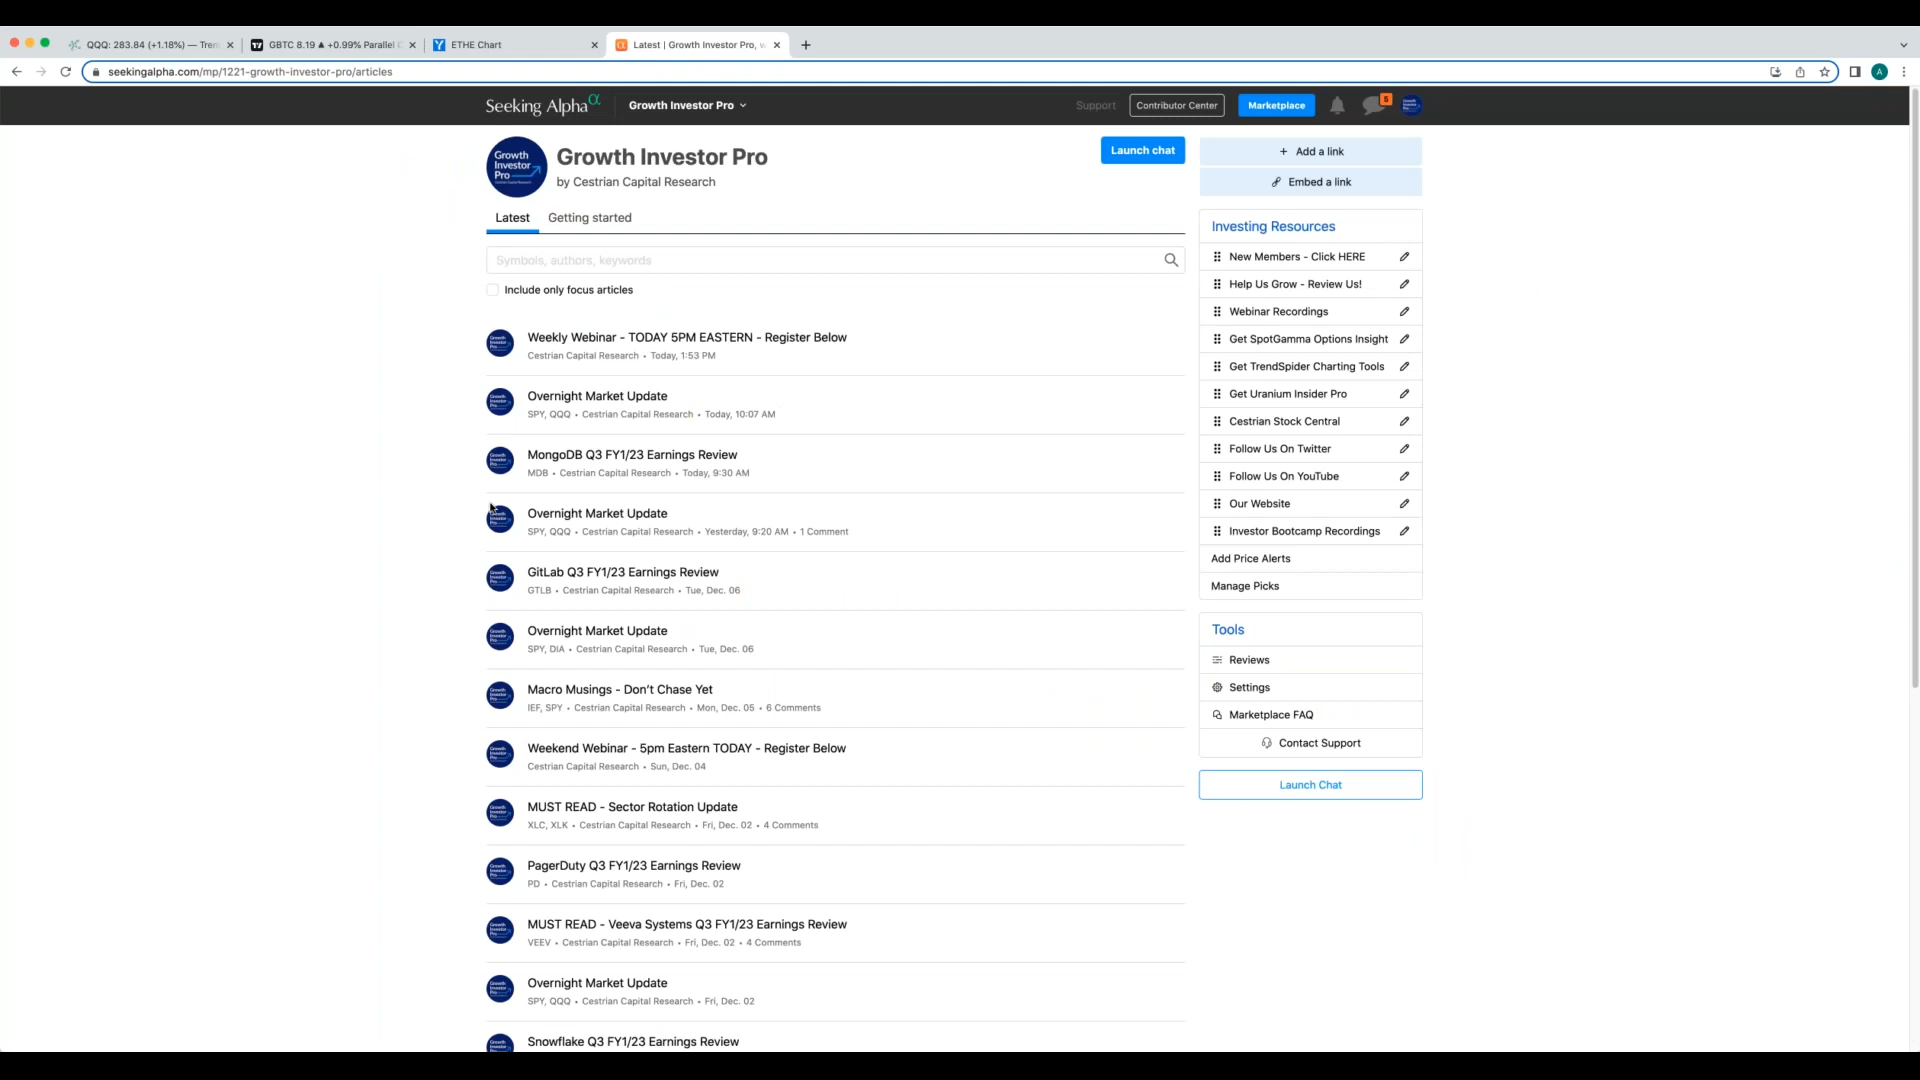 QQQ: 283.84 (+1.18%) — Tren
GBTC 8.19 ▲ +0.99% Parallel C
ETHE Chart
Latest | Growth Investor Pro, w
seekingalpha.com/mp/1221-growth-investor-pro/articles
A
Seeking Alpha α
Growth Investor Pro
Support
Contributor Center
Marketplace
5
Growth
Investor
Pro
Growth Investor Pro
by Cestrian Capital Research
Launch chat
Latest
Getting started
Symbols, authors, keywords
Include only focus articles
Weekly Webinar - TODAY 5PM EASTERN - Register Below
Cestrian Capital Research • Today, 1:53 PM
Overnight Market Update
SPY, QQQ • Cestrian Capital Research • Today, 10:07 AM
MongoDB Q3 FY1/23 Earnings Review
MDB • Cestrian Capital Research • Today, 9:30 AM
Overnight Market Update
SPY, QQQ • Cestrian Capital Research • Yesterday, 9:20 AM • 1 Comment
GitLab Q3 FY1/23 Earnings Review
GTLB • Cestrian Capital Research • Tue, Dec. 06
Overnight Market Update
SPY, DIA • Cestrian Capital Research • Tue, Dec. 06
Macro Musings - Don't Chase Yet
IEF, SPY • Cestrian Capital Research • Mon, Dec. 05 • 6 Comments
Weekend Webinar - 5pm Eastern TODAY - Register Below
Cestrian Capital Research • Sun, Dec. 04
MUST READ - Sector Rotation Update
XLC, XLK • Cestrian Capital Research • Fri, Dec. 02 • 4 Comments
PagerDuty Q3 FY1/23 Earnings Review
PD • Cestrian Capital Research • Fri, Dec. 02
MUST READ - Veeva Systems Q3 FY1/23 Earnings Review
VEEV • Cestrian Capital Research • Fri, Dec. 02 • 4 Comments
Overnight Market Update
SPY, QQQ • Cestrian Capital Research • Fri, Dec. 02
Snowflake Q3 FY1/23 Earnings Review
+ Add a link
Embed a link
Investing Resources
New Members - Click HERE
Help Us Grow - Review Us!
Webinar Recordings
Get SpotGamma Options Insight
Get TrendSpider Charting Tools
Get Uranium Insider Pro
Cestrian Stock Central
Follow Us On Twitter
Follow Us On YouTube
Our Website
Investor Bootcamp Recordings
Add Price Alerts
Manage Picks
Tools
Reviews
Settings
Marketplace FAQ
Contact Support
Launch Chat